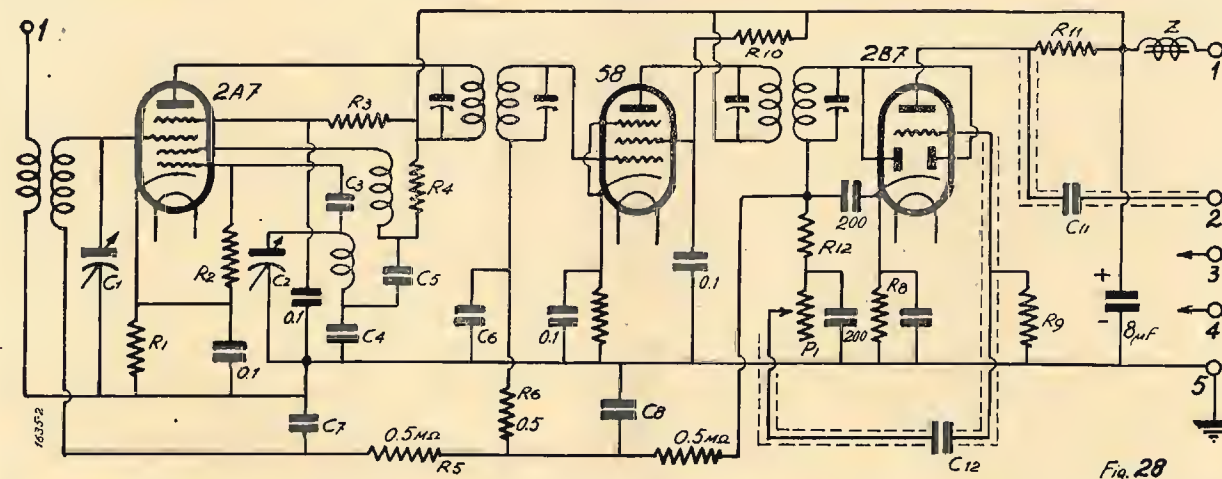 1
2A7
R3
58
R10
2B7
R11
Z
1
C3
R4
C1
R2
C2
C5
0.1
200
C11
2
R12
3
+
4
R1
0.1
C4
C6
0.1
200
R8
R9
-
8µF
P1
5
C7
R6
0.5
C8
1635-2
0.5MΩ
R5
0.5MΩ
C12
0.1
Fig. 28